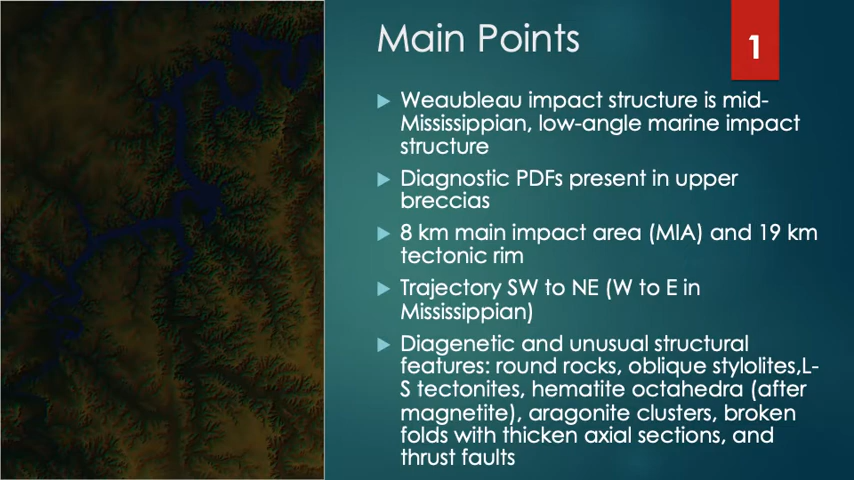 Main Points
1
Weaubleau impact structure is mid-
Mississippian, low-angle marine impact
structure
Diagnostic PDFs present in upper
breccias
8 km main impact area (MIA) and 19 km
tectonic rim
Trajectory SW to NE (W to E in
Mississippian)
Diagenetic and unusual structural
features: round rocks, oblique stylolites,L-
S tectonites, hematite octahedra (after
magnetite), aragonite clusters, broken
folds with thicken axial sections, and
thrust faults